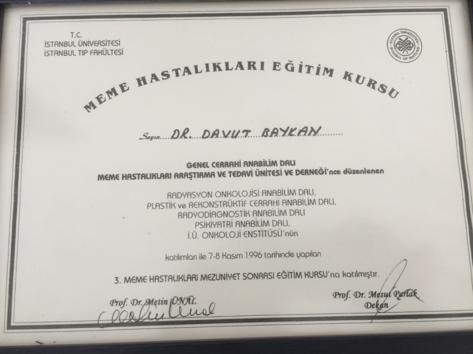 T.C.
İSTANBUL ÜNİVERSİTESİ
İSTANBUL TIP FAKÜLTESİ
MEME HASTALIKLARI EĞİTİM KURSU
Sayın DR. DAVUT BAYKAN
GENEL CERRAHİ ANABİLİM DALI
MEME HASTALIKLARI ARAŞTIRMA VE TEDAVİ ÜNİTESİ VE DERNEĞİ'nce düzenlenen
RADYASYON ONKOLOJİSİ ANABİLİM DALI,
PLASTİK ve REKONSTRÜKTİF CERRAHİ ANABİLİM DALI,
RADYODİAGNOSTİK ANABİLİM DALI
PSİKİYATRİ ANABİLİM DALI,
İ.Ü. ONKOLOJİ ENSTİTÜSÜ'nün
katılımları ile 7-8 Kasım 1996 tarihinde yapılan
3. MEME HASTALIKLARI MEZUNİYET SONRASI EĞİTİM KURSU'na katılmıştır.
Prof. Dr. Metin
Prof. Dr. Mesut Parlak
Dekan